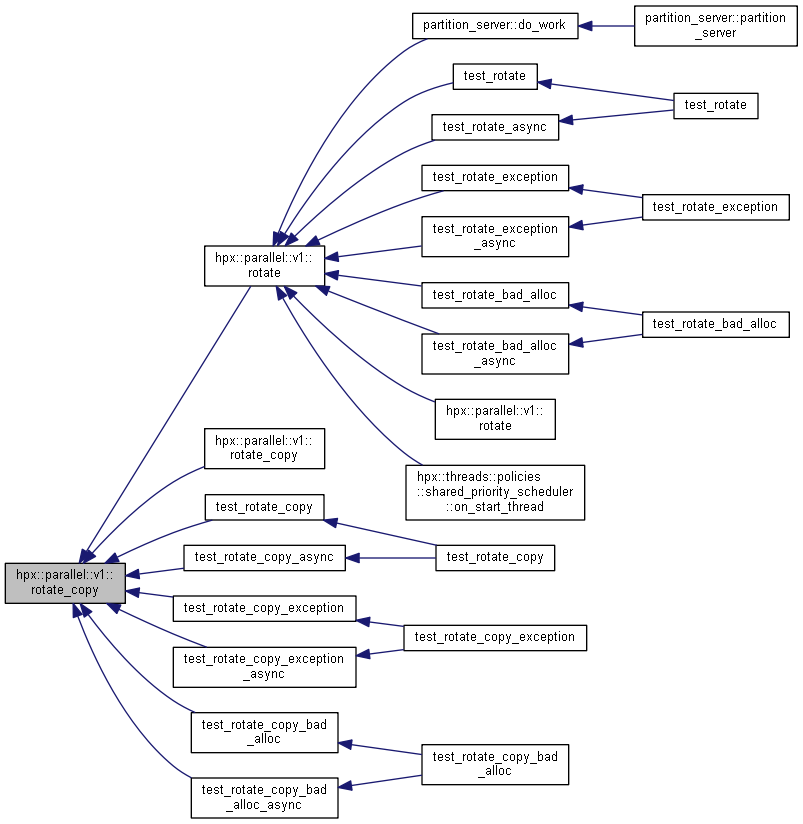 partition_server::do_work
partition_server::partition
_server
test_rotate
test_rotate
test_rotate_async
test_rotate_exception
test_rotate_exception
test_rotate_exception
_async
hpx::parallel::v1::
rotate
test_rotate_bad_alloc
test_rotate_bad_alloc
test_rotate_bad_alloc
_async
hpx::parallel::v1::
rotate
hpx::parallel::v1::
rotate_copy
hpx::threads::policies
::shared_priority_scheduler
::on_start_thread
test_rotate_copy
test_rotate_copy_async
test_rotate_copy
hpx::parallel::v1::
rotate_copy
test_rotate_copy_exception
test_rotate_copy_exception
test_rotate_copy_exception
_async
test_rotate_copy_bad
_alloc
test_rotate_copy_bad
_alloc
test_rotate_copy_bad
_alloc_async